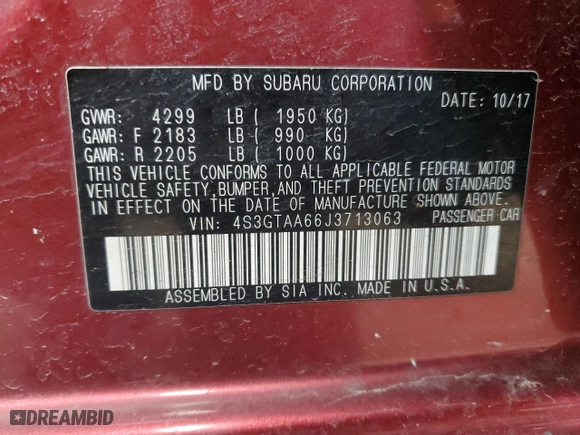 MFD BY SUBARU CORPORATION
DATE: 10/17
GVWR: 4299 LB ( 1950 KG)
GAWR: F 2183 LB ( 990 KG)
GAWR: R 2205 LB ( 1000 KG)
THIS VEHICLE CONFORMS TO ALL APPLICABLE FEDERAL MOTOR
VEHICLE SAFETY,BUMPER,AND THEFT PREVENTION STANDARDS
IN EFFECT ON THE DATE OF MANUFACTURE SHOWN ABOVE.
VIN: 4S3GTAA66J3713063 PASSENGER CAR
ASSEMBLED BY SIA INC. MADE IN U.S.A.
DREAMBID